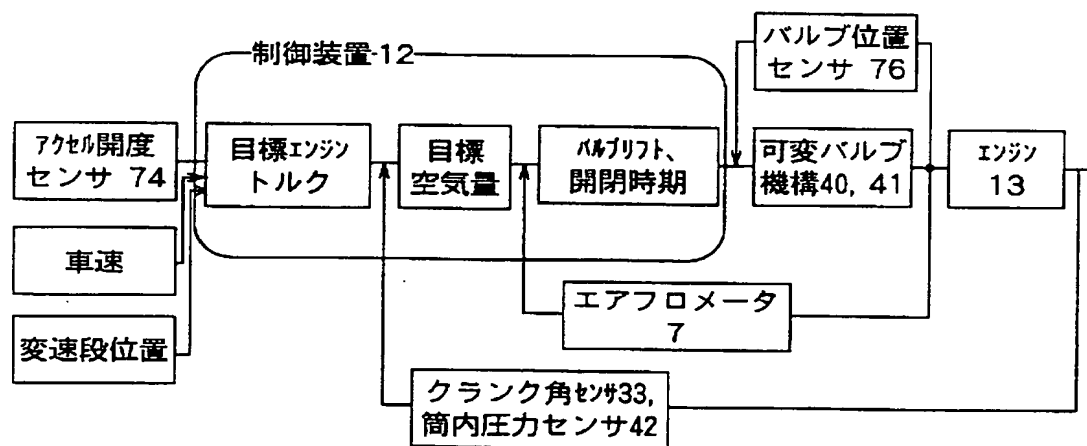 バルブ位置
センサ 76
制御装置 12
アクセル開度
センサ 74
目標エンジン
トルク
目標
空気量
バルブリフト、
開閉時期
可変バルブ
機構40, 41
エンジン
13
車速
エアフロメータ
7
変速段位置
クランク角センサ33,
筒内圧力センサ42